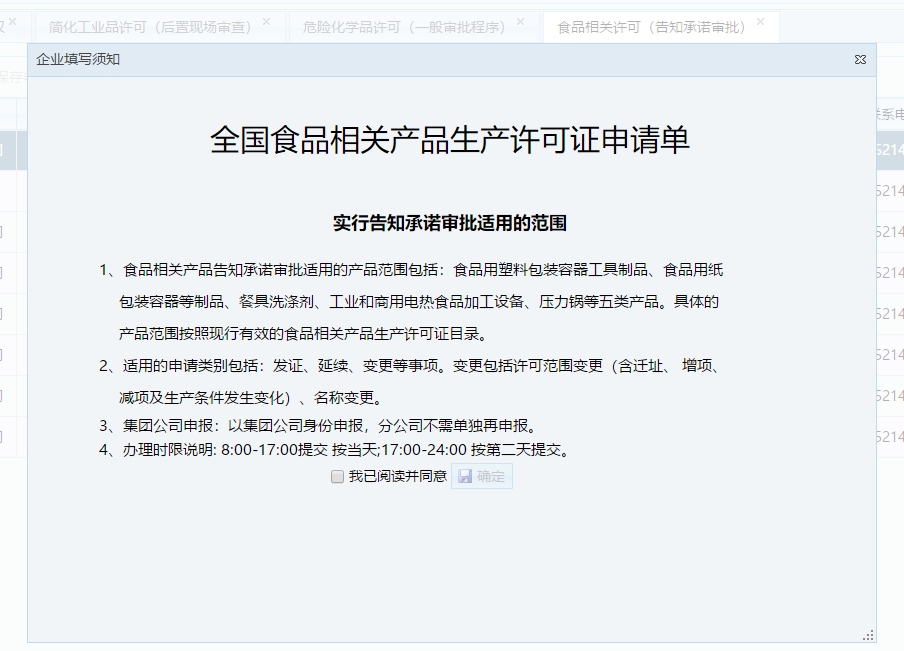 简化工业品许可（后置现场审查）
危险化学品许可（一般审批程序）
食品相关许可（告知承诺审批）
企业填写须知
全国食品相关产品生产许可证申请单
实行告知承诺审批适用的范围
1、食品相关产品告知承诺审批适用的产品范围包括：食品用塑料包装容器工具制品、食品用纸
包装容器等制品、餐具洗涤剂、工业和商用电热食品加工设备、压力锅等五类产品。具体的
产品范围按照现行有效的食品相关产品生产许可证目录。
2、适用的申请类别包括：发证、延续、变更等事项。变更包括许可范围变更（含迁址、 增项、
减项及生产条件发生变化）、名称变更。
3、集团公司申报：以集团公司身份申报，分公司不需单独再申报。
4、办理时限说明: 8:00-17:00提交 按当天;17:00-24:00 按第二天提交。
我已阅读并同意 确定
保存
系电
5214
5214
5214
5214
5214
5214
5214
5214